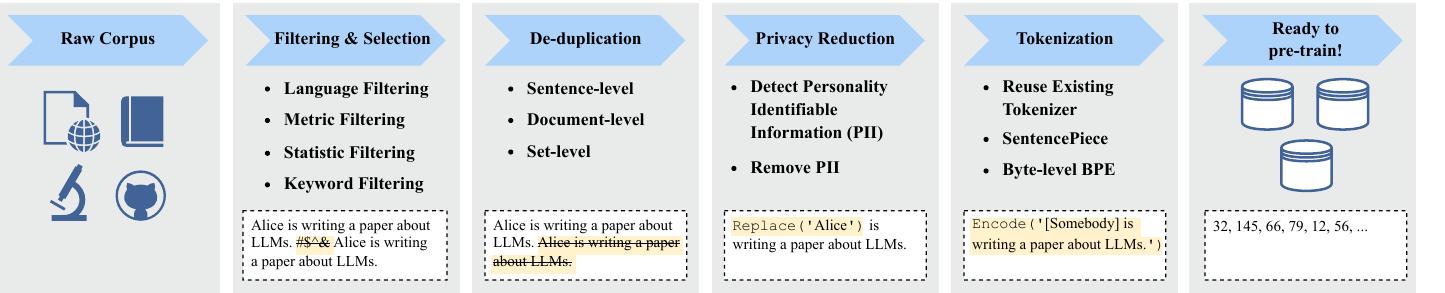 Raw Corpus
Filtering & Selection
• Language Filtering
• Metric Filtering
• Statistic Filtering
• Keyword Filtering
Alice is writing a paper about
LLMs. #$^& Alice is writing
a paper about LLMs.
De-duplication
• Sentence-level
• Document-level
• Set-level
Alice is writing a paper about
LLMs. Alice is writing a paper
about LLMs.
Privacy Reduction
• Detect Personality
Identifiable
Information (PII)
• Remove PII
Replace('Alice') is
writing a paper about LLMs.
Tokenization
• Reuse Existing
Tokenizer
• SentencePiece
• Byte-level BPE
Encode('[Somebody] is
writing a paper about LLMs.')
Ready to
pre-train!
32, 145, 66, 79, 12, 56, ...